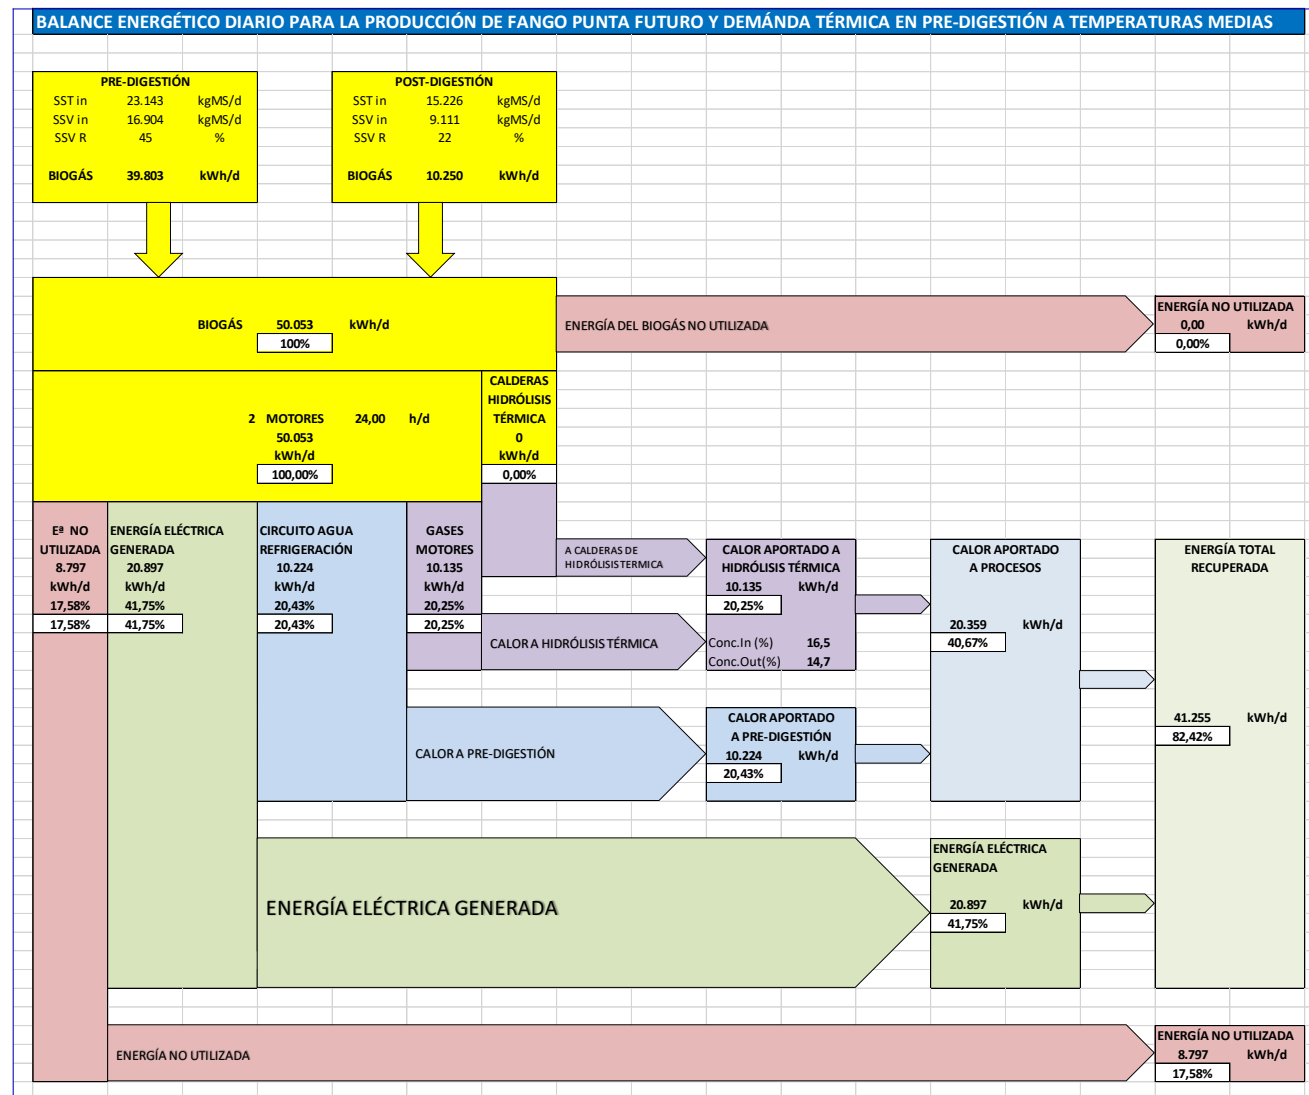 BALANCE ENERGÉTICO DIARIO PARA LA PRODUCCIÓN DE FANGO PUNTA FUTURO Y DEMÁNDA TÉRMICA EN PRE-DIGESTIÓN A TEMPERATURAS MEDIAS
PRE-DIGESTIÓN
SST in 23.143 kgMS/d
SSV in 16.904 kgMS/d
SSV R 45 %
BIOGÁS 39.803 kWh/d
POST-DIGESTIÓN
SST in 15.226 kgMS/d
SSV in 9.111 kgMS/d
SSV R 22 %
BIOGÁS 10.250 kWh/d
BIOGÁS 50.053 kWh/d
100%
ENERGÍA DEL BIOGÁS NO UTILIZADA
ENERGÍA NO UTILIZADA
0,00 kWh/d
0,00%
2 MOTORES 24,00 h/d
50.053
kWh/d
100,00%
CALDERAS
HIDRÓLISIS
TÉRMICA
0
kWh/d
0,00%
Eª NO
UTILIZADA
8.797
kWh/d
17,58%
17,58%
ENERGÍA ELÉCTRICA
GENERADA
20.897
kWh/d
41,75%
41,75%
CIRCUITO AGUA
REFRIGERACIÓN
10.224
kWh/d
20,43%
20,43%
GASES
MOTORES
10.135
kWh/d
20,25%
20,25%
A CALDERAS DE
HIDROLISIS TERMICA
CALOR A HIDRÓLISIS TÉRMICA
CALOR APORTADO A
HIDRÓLISIS TÉRMICA
10.135 kWh/d
20,25%
Conc.In (%) 16,5
Conc.Out(%) 14,7
CALOR APORTADO
A PROCESOS
20.359 kWh/d
40,67%
ENERGÍA TOTAL
RECUPERADA
41.255 kWh/d
82,42%
CALOR A PRE-DIGESTIÓN
CALOR APORTADO
A PRE-DIGESTIÓN
10.224 kWh/d
20,43%
ENERGÍA ELÉCTRICA GENERADA
ENERGÍA ELÉCTRICA
GENERADA
20.897 kWh/d
41,75%
ENERGÍA NO UTILIZADA
ENERGÍA NO UTILIZADA
8.797 kWh/d
17,58%